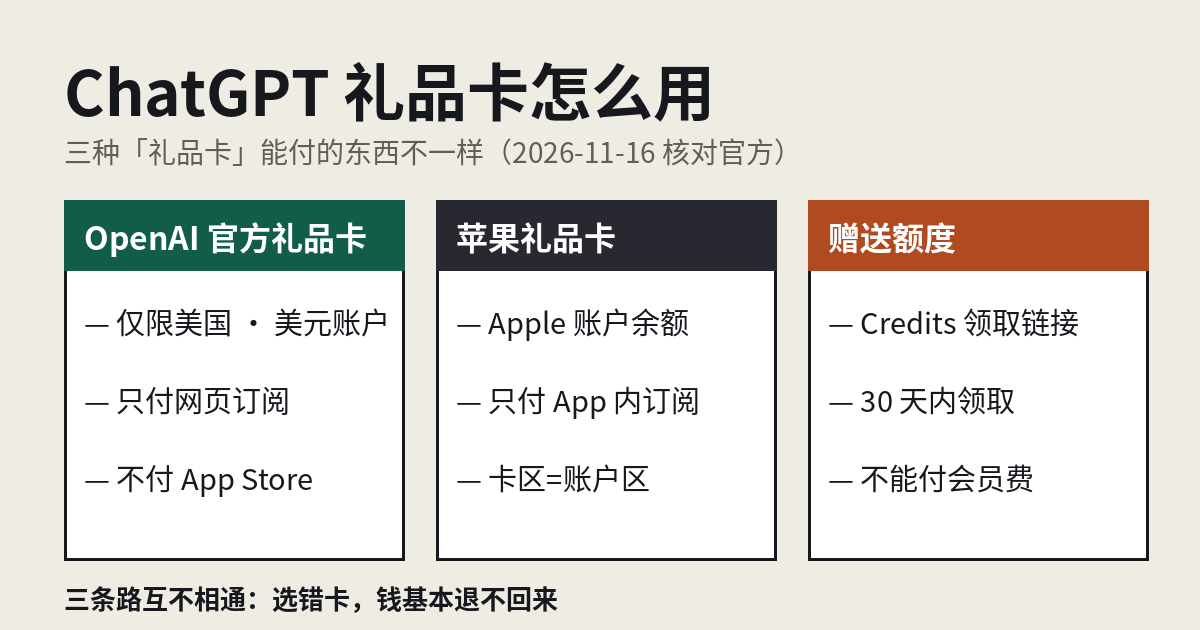 ChatGPT 礼品卡怎么用
三种「礼品卡」能付的东西不一样（2026-11-16 核对官方）
OpenAI 官方礼品卡
— 仅限美国 · 美元账户
— 只付网页订阅
— 不付 App Store
苹果礼品卡
— Apple 账户余额
— 只付 App 内订阅
— 卡区=账户区
赠送额度
— Credits 领取链接
— 30 天内领取
— 不能付会员费
三条路互不相通：选错卡，钱基本退不回来